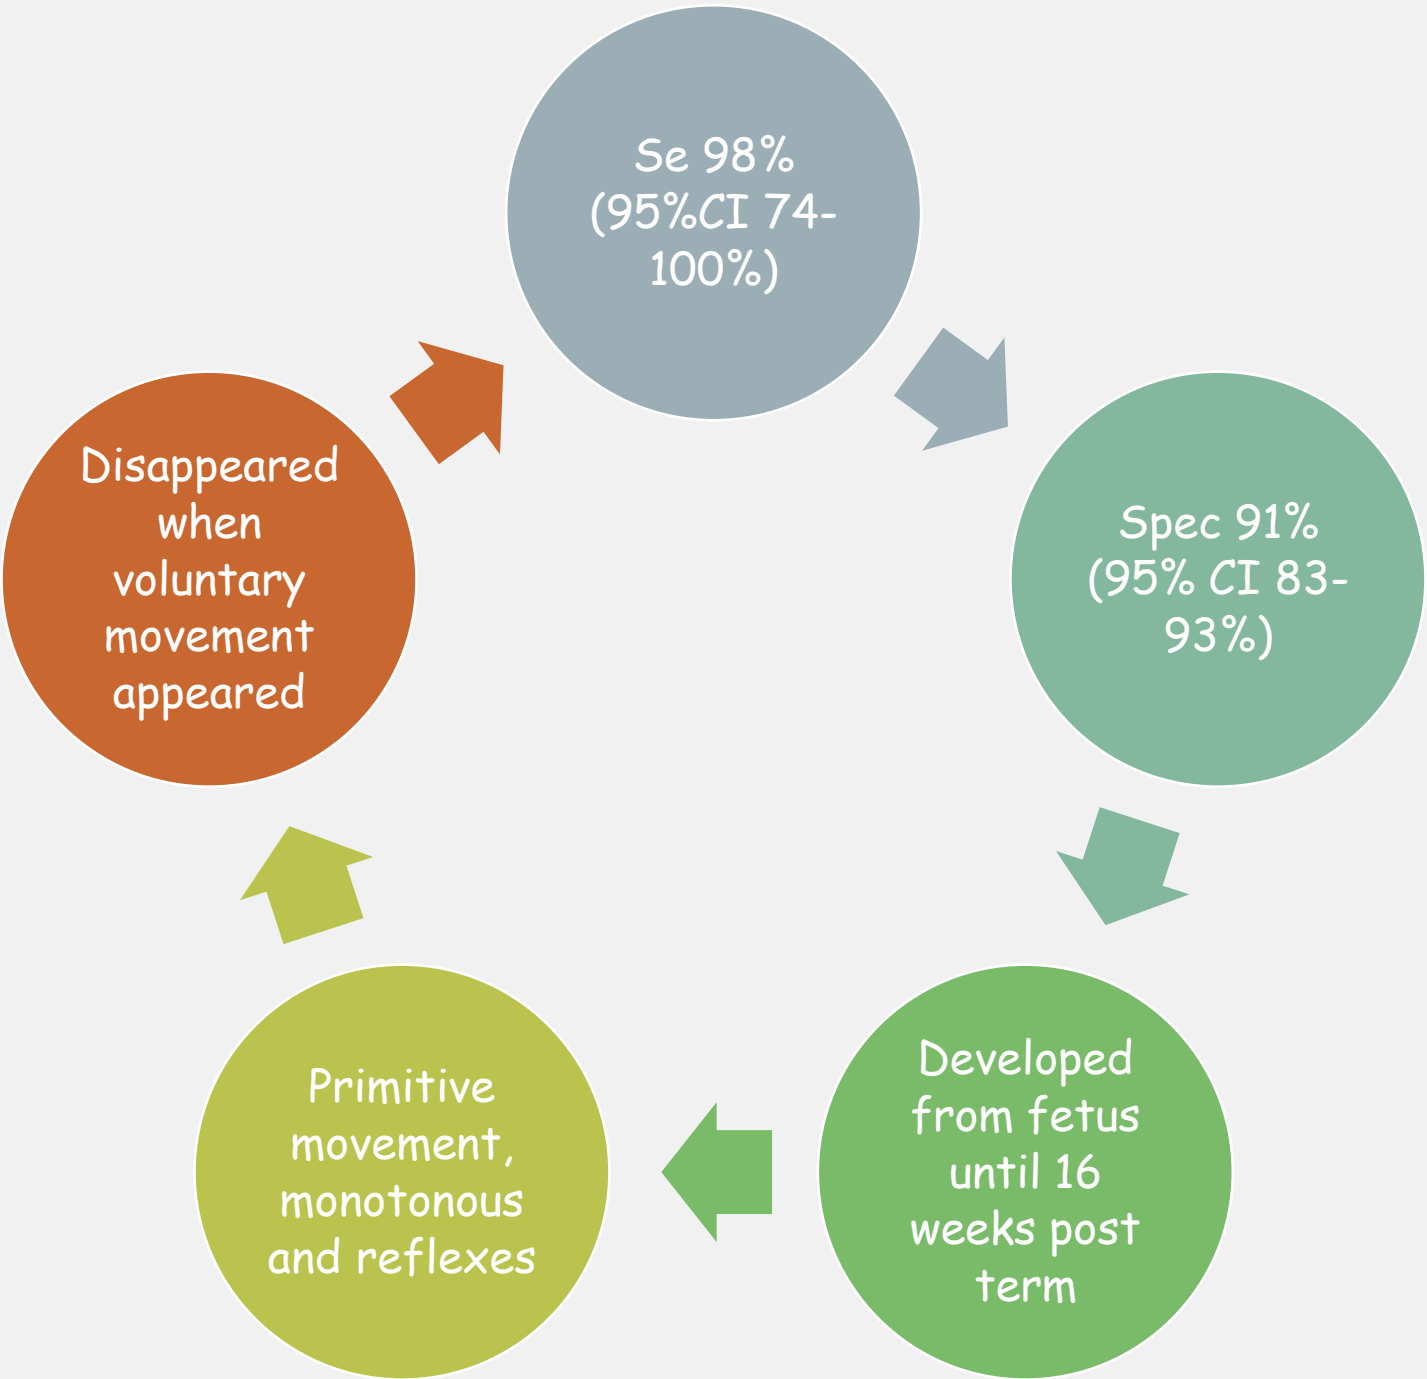 Se 98%
(95%CI 74-
100%)
Spec 91%
(95% CI 83-
93%)
Developed
from fetus
until 16
weeks post
term
Primitive
movement,
monotonous
and reflexes
Disappeared
when
voluntary
movement
appeared